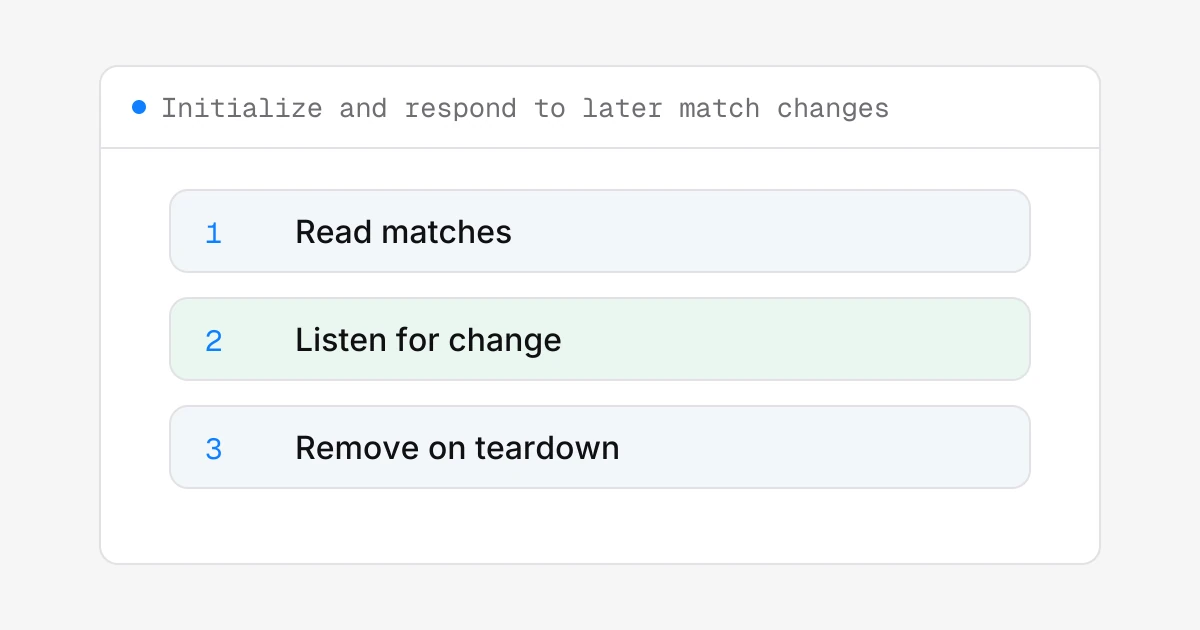 Initialize and respond to later match changes
1 Read matches
2 Listen for change
3 Remove on teardown